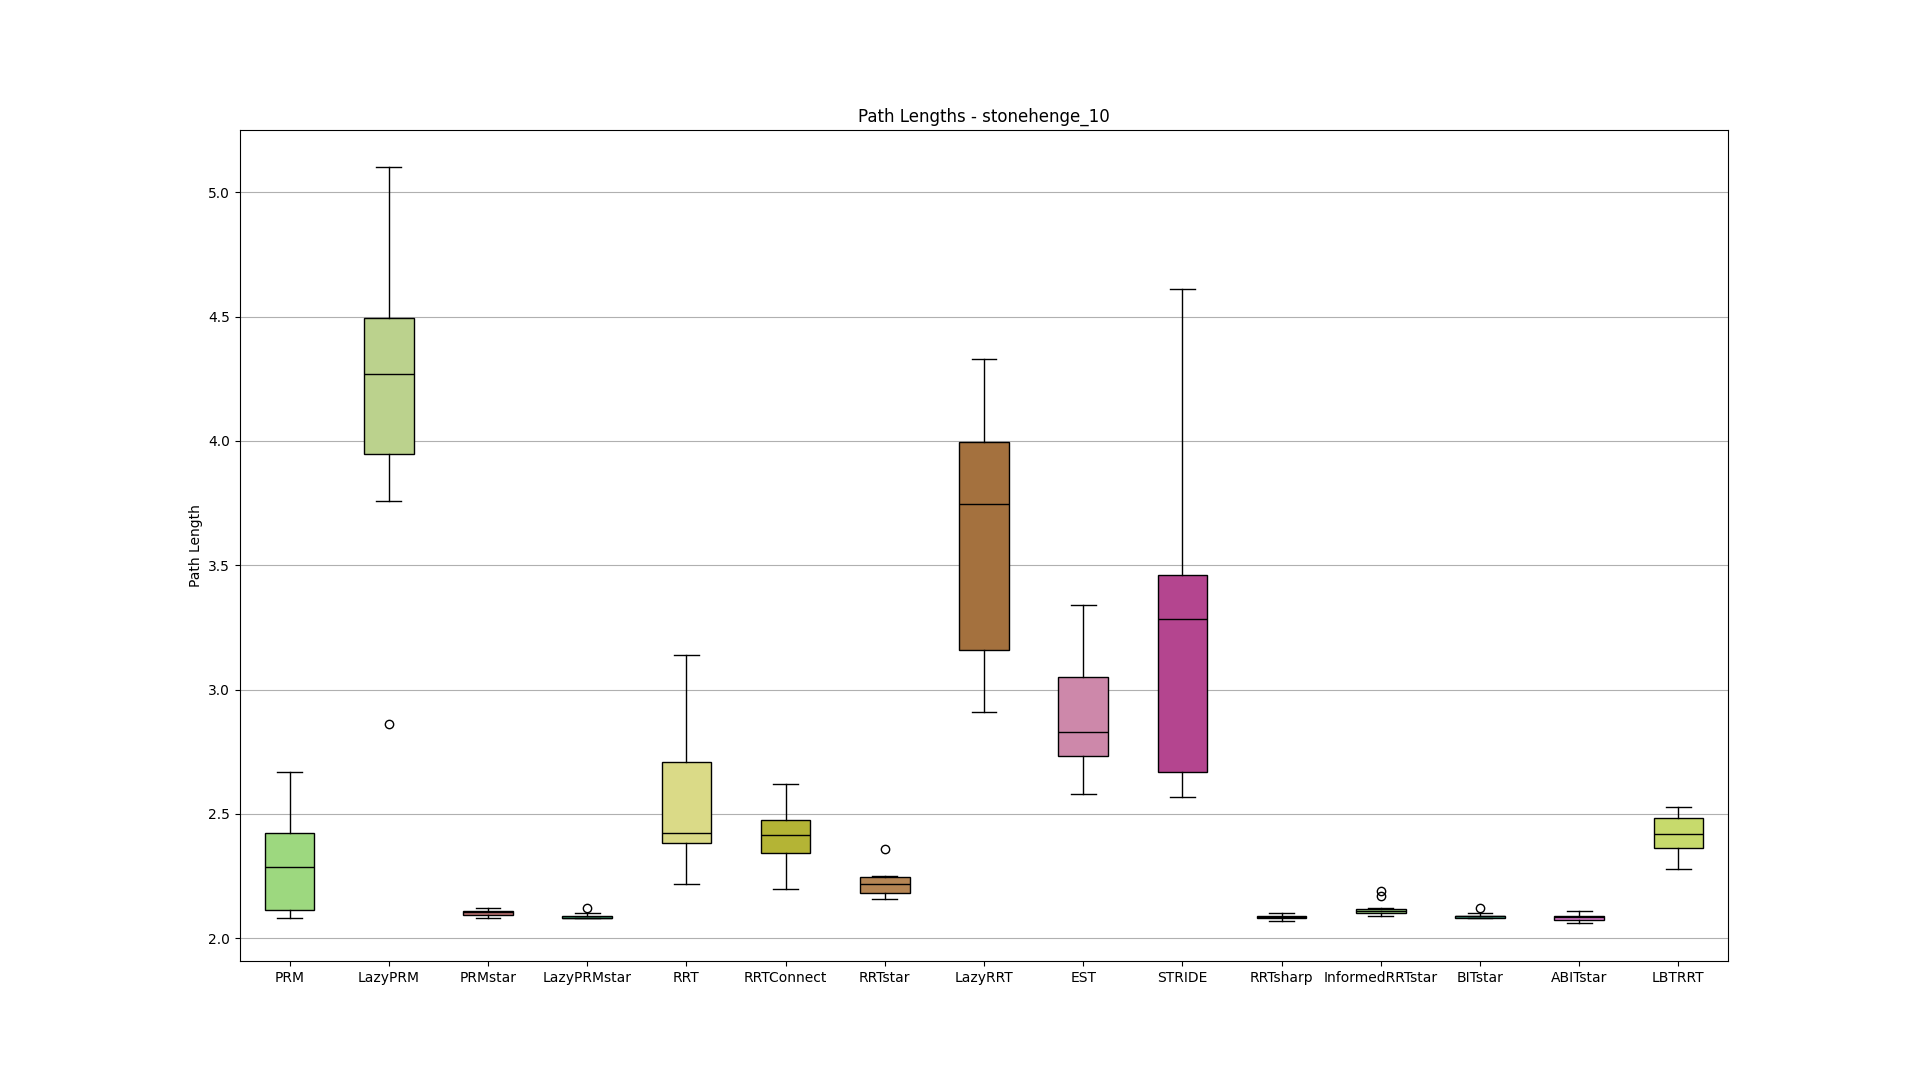 Path Lengths - stonehenge_10
Path Length
5.0
4.5
4.0
3.5
3.0
2.5
2.0
PRM LazyPRM PRMstar LazyPRMstar RRT RRTConnect RRTstar LazyRRT EST STRIDE RRTsharp InformedRRTstar BITstar ABITstar LBTRRT